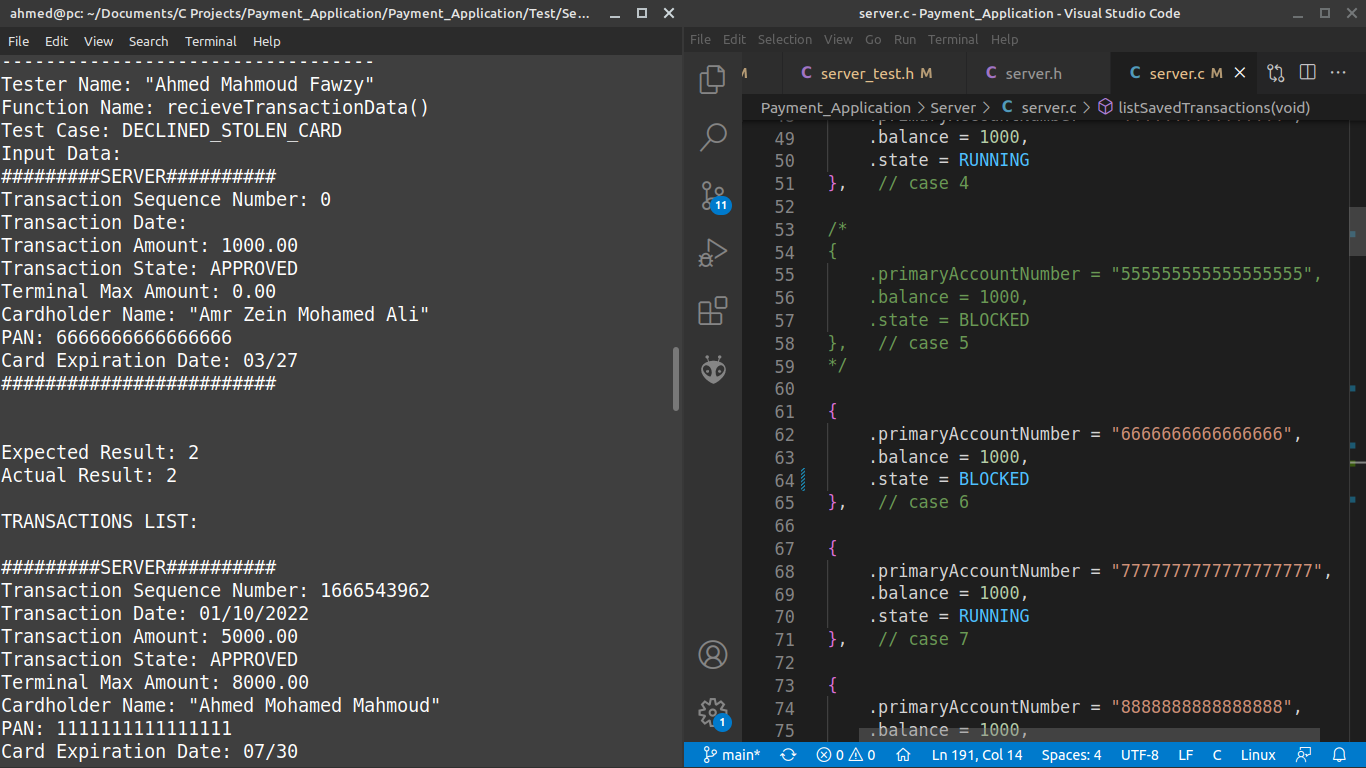 ahmed@pc: ~/Documents/C Projects/Payment_Application/Payment_Application/Test/Se...
File Edit View Search Terminal Help
----------------------------------
Tester Name: "Ahmed Mahmoud Fawzy"
Function Name: recieveTransactionData()
Test Case: DECLINED_STOLEN_CARD
Input Data:
#########SERVER##########
Transaction Sequence Number: 0
Transaction Date:
Transaction Amount: 1000.00
Transaction State: APPROVED
Terminal Max Amount: 0.00
Cardholder Name: "Amr Zein Mohamed Ali"
PAN: 6666666666666666
Card Expiration Date: 03/27
#########################
Expected Result: 2
Actual Result: 2
TRANSACTIONS LIST:
#########SERVER##########
Transaction Sequence Number: 1666543962
Transaction Date: 01/10/2022
Transaction Amount: 5000.00
Transaction State: APPROVED
Terminal Max Amount: 8000.00
Cardholder Name: "Ahmed Mohamed Mahmoud"
PAN: 1111111111111111
Card Expiration Date: 07/30
server.c - Payment_Application - Visual Studio Code
File Edit Selection View Go Run Terminal Help
M C server_test.h M C server.h C server.c M
Payment_Application > Server > C server.c > listSavedTransactions(void)
49 .balance = 1000,
50 .state = RUNNING
51 }, // case 4
52
53 /*
54 {
55 .primaryAccountNumber = "555555555555555555",
56 .balance = 1000,
57 .state = BLOCKED
58 }, // case 5
59 */
60
61 {
62 .primaryAccountNumber = "6666666666666666",
63 .balance = 1000,
64 .state = BLOCKED
65 }, // case 6
66
67 {
68 .primaryAccountNumber = "7777777777777777777",
69 .balance = 1000,
70 .state = RUNNING
71 }, // case 7
72
73 {
74 .primaryAccountNumber = "8888888888888888",
75 .balance = 1000,
11
1
main* 0 0 Ln 191, Col 14 Spaces: 4 UTF-8 LF C Linux